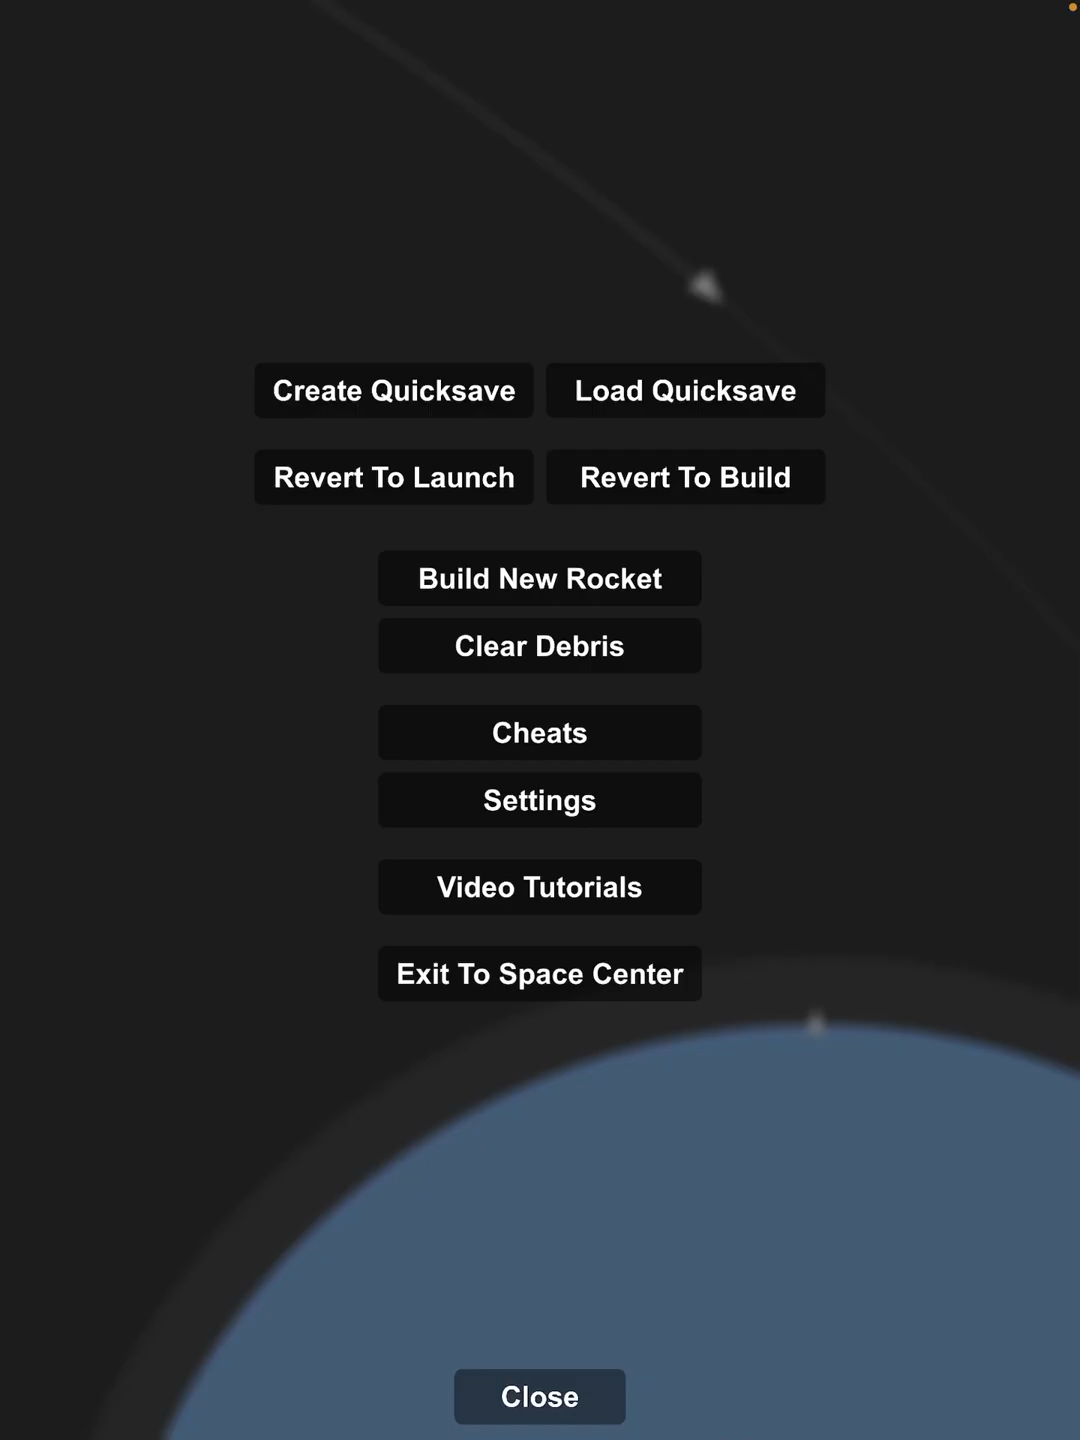 Create Quicksave
Load Quicksave
Revert To Launch
Revert To Build
Build New Rocket
Clear Debris
Cheats
Settings
Video Tutorials
Exit To Space Center
Close